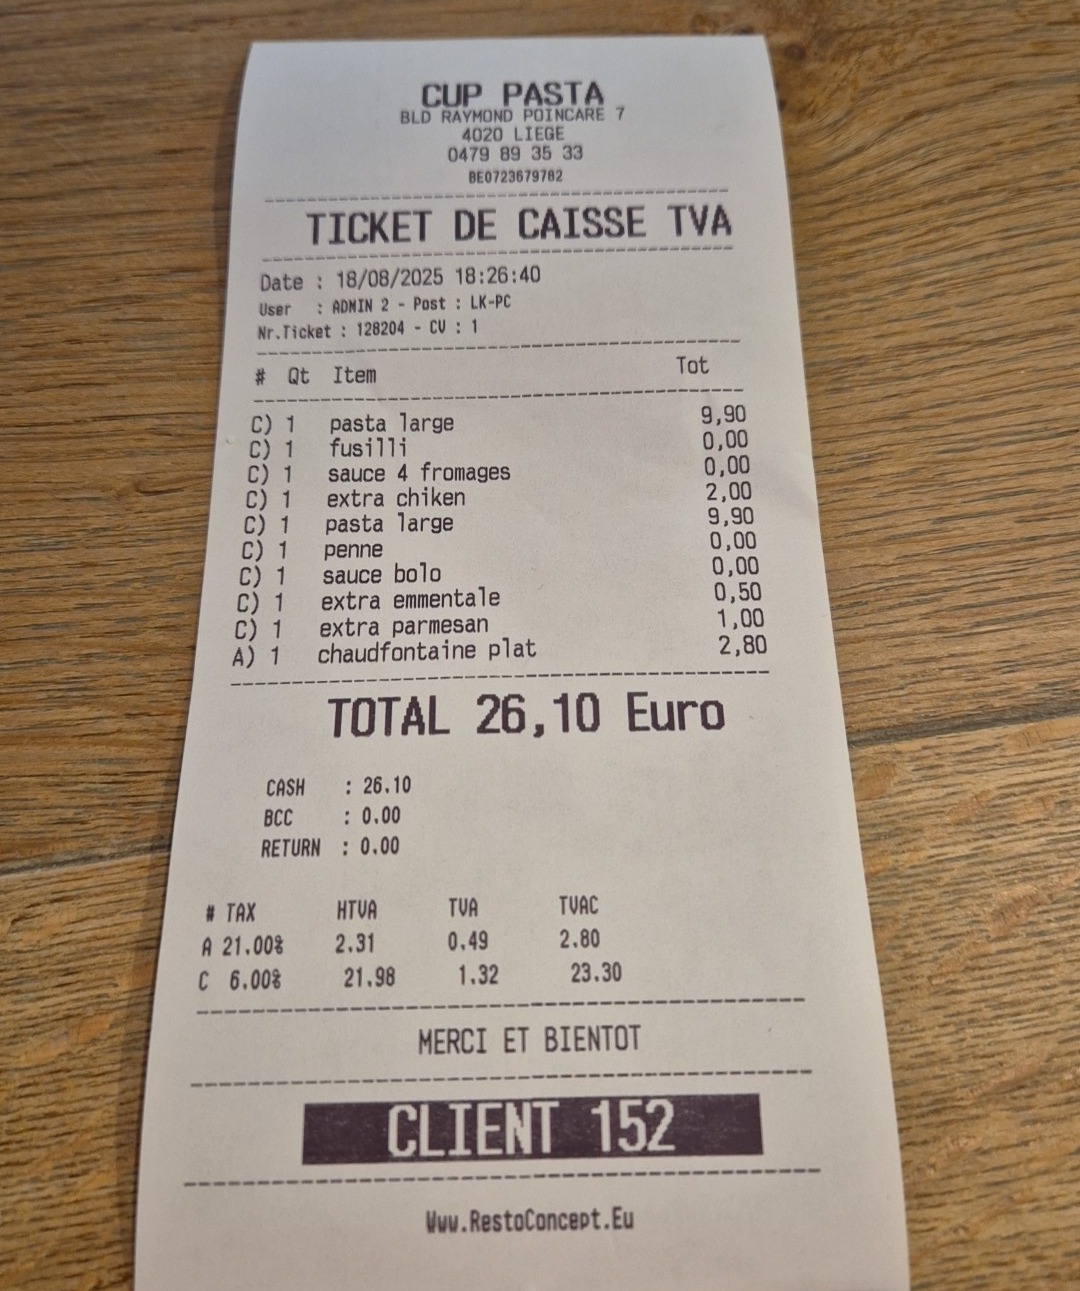 CUP PASTA
BLD RAYMOND POINCARE 7
4020 LIEGE
0479 89 35 33
BE0723679782
TICKET DE CAISSE TVA
Date : 18/08/2025 18:26:40
User : ADMIN 2 - Post : LK-PC
Nr.Ticket : 128204 - CV : 1
# Qt Item Tot
C) 1 pasta large 9,90
C) 1 fusilli 0,00
C) 1 sauce 4 fromages 0,00
C) 1 extra chiken 2,00
C) 1 pasta large 9,90
C) 1 penne 0,00
C) 1 sauce bolo 0,00
C) 1 extra emmentale 0,50
C) 1 extra parmesan 1,00
A) 1 chaudfontaine plat 2,80
TOTAL 26,10 Euro
CASH : 26.10
BCC : 0.00
RETURN : 0.00
# TAX HTVA TVA TVAC
A 21.00% 2.31 0.49 2.80
C 6.00% 21.98 1.32 23.30
MERCI ET BIENTOT
CLIENT 152
Www.RestoConcept.Eu